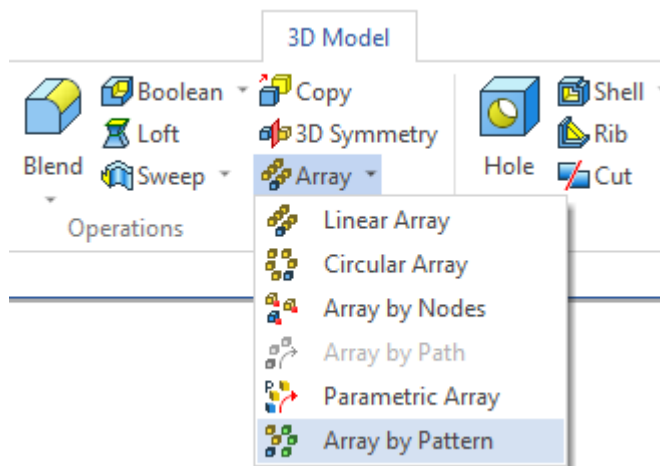 3D Model
Boolean
Copy
Shell
Loft
3D Symmetry
Rib
Blend
Sweep
Array
Hole
Cut
Operations
Linear Array
Circular Array
Array by Nodes
Array by Path
Parametric Array
Array by Pattern